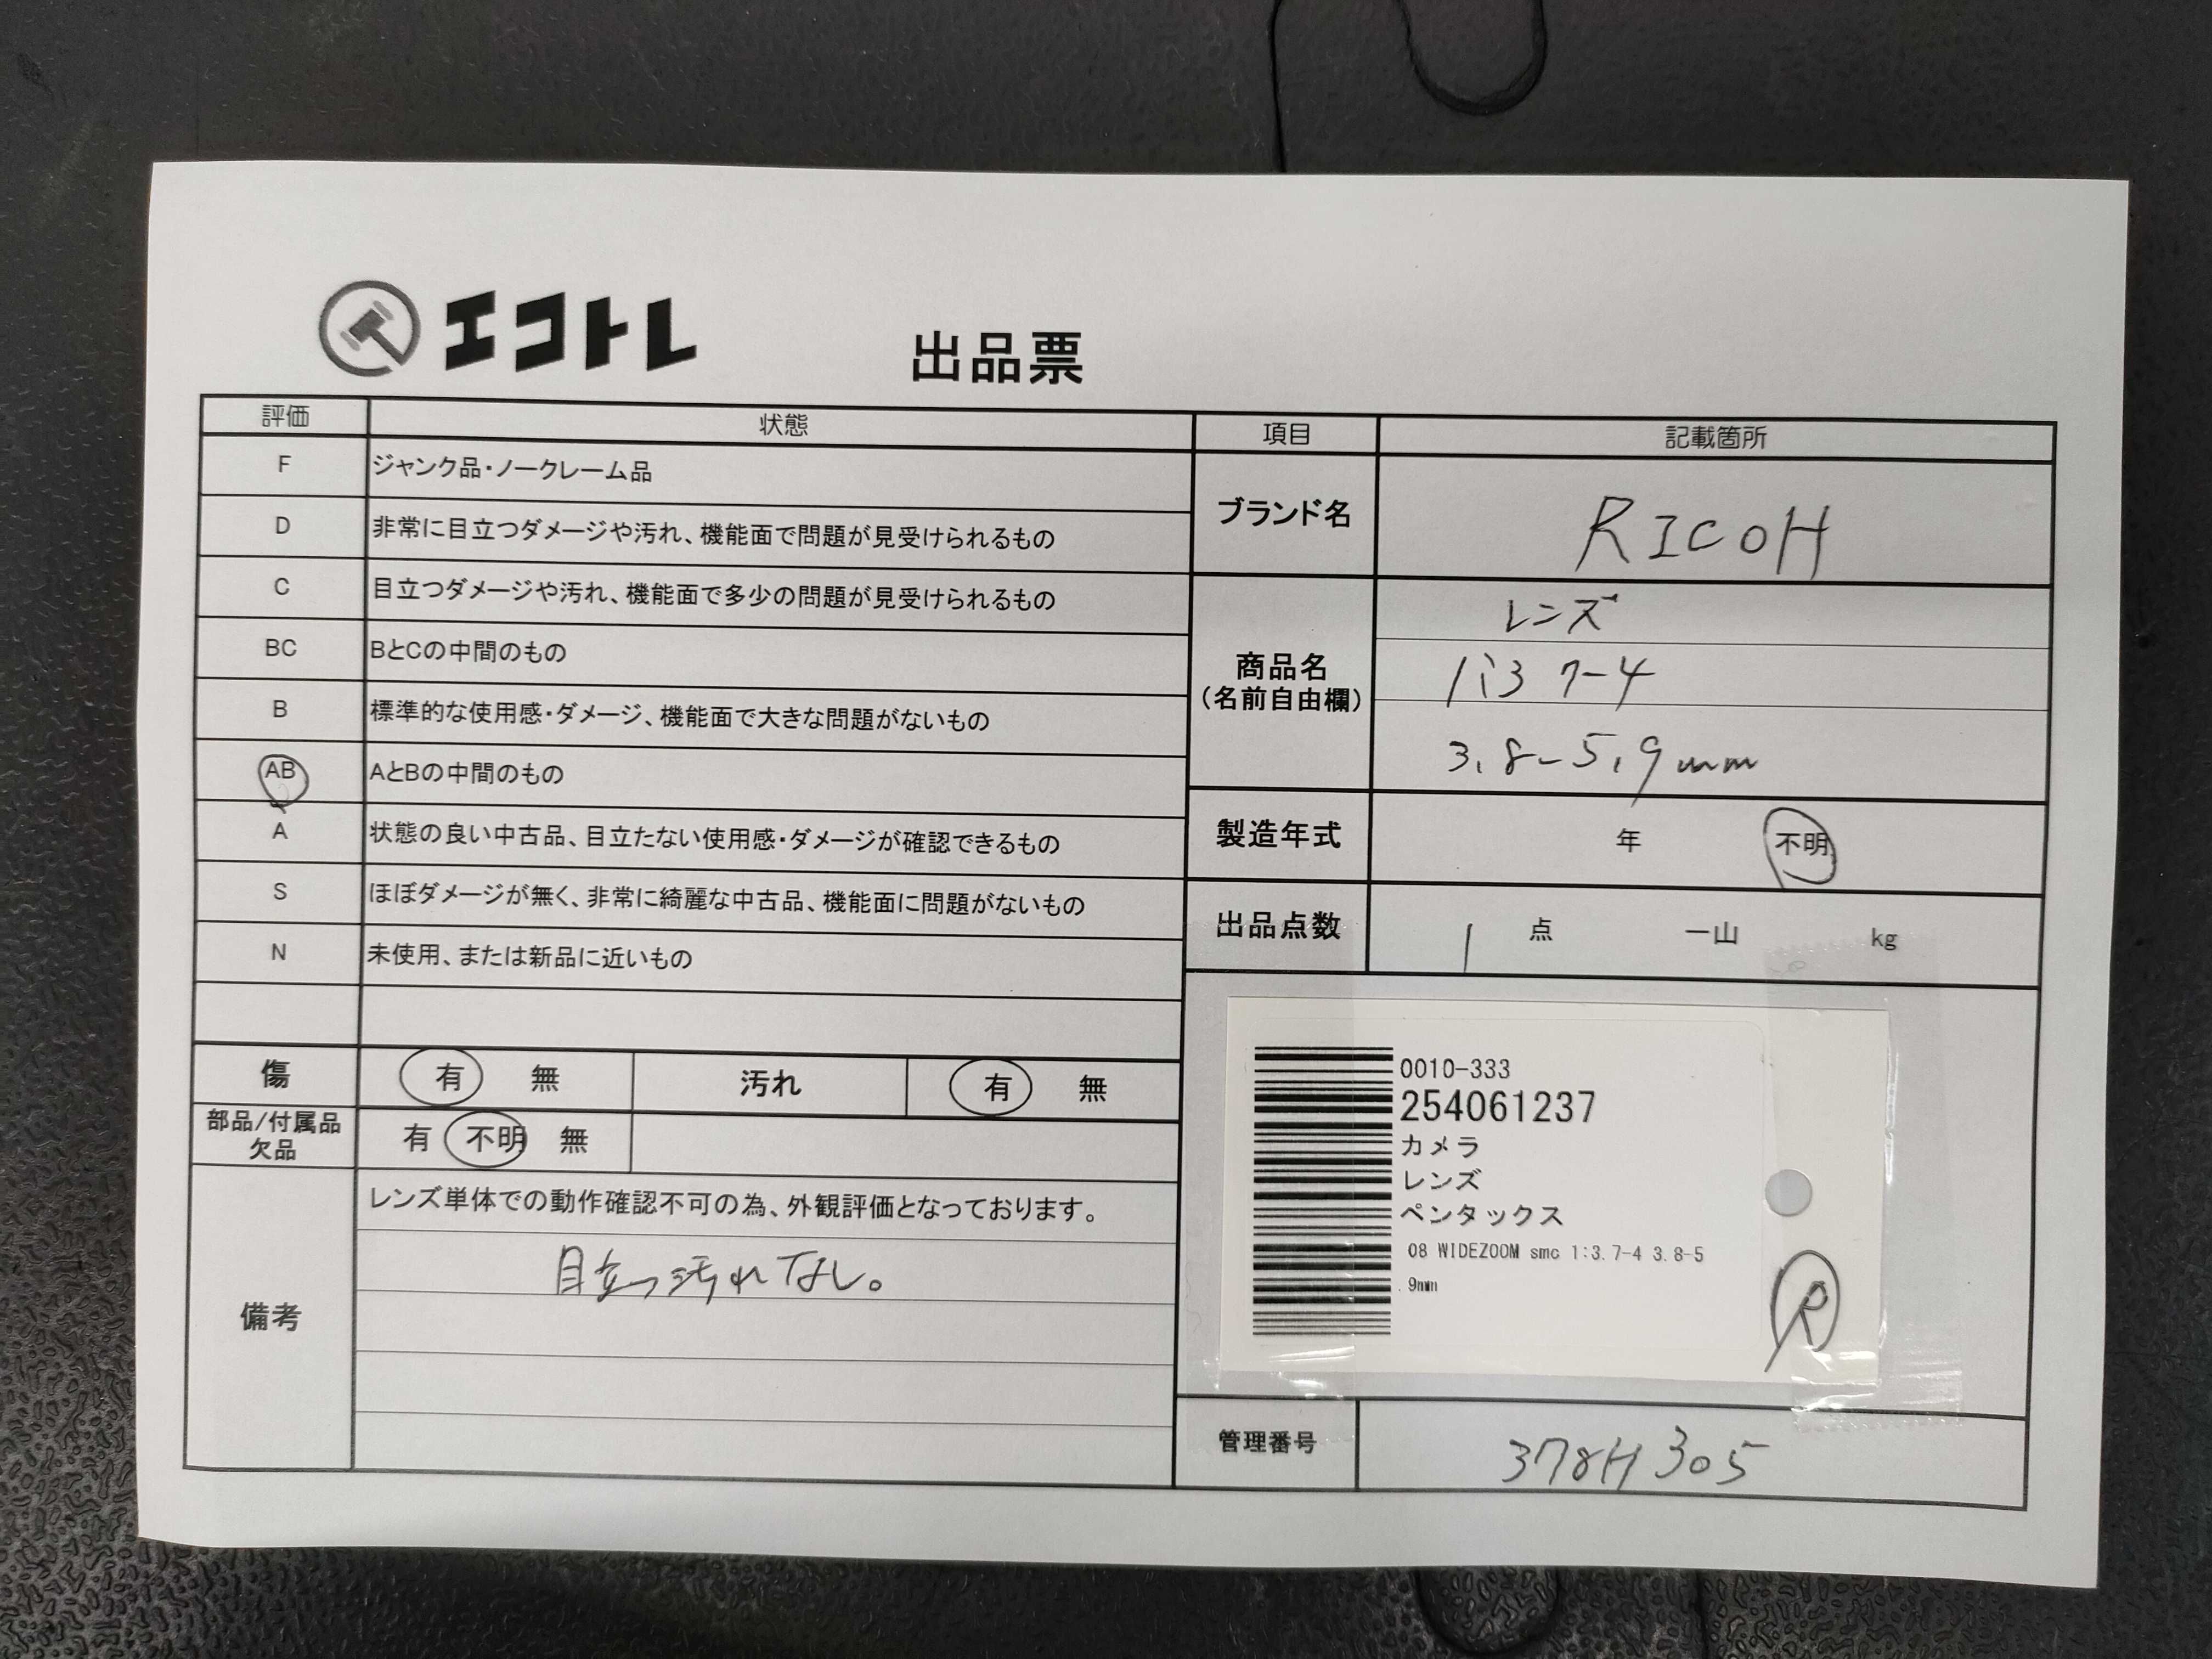 エコトレ
出品票
評価 状態
F ジャンク品・ノークレーム品
D 非常に目立つダメージや汚れ、機能面で問題が見受けられるもの
C 目立つダメージや汚れ、機能面で多少の問題が見受けられるもの
BC BとCの中間のもの
B 標準的な使用感・ダメージ、機能面で大きな問題がないもの
AB AとBの中間のもの
A 状態の良い中古品、目立たない使用感・ダメージが確認できるもの
S ほぼダメージが無く、非常に綺麗な中古品、機能面に問題がないもの
N 未使用、または新品に近いもの
傷 有 無 汚れ 有 無
部品/付属品 有 不明 無
欠品
備考
レンズ単体での動作確認不可の為、外観評価となっております。
目立つ汚れなし。
項目 記載箇所
ブランド名 RICOH
商品名
(名前自由欄)
レンズ
1:3 7-4
3.8-5.9mm
製造年式 年 不明
出品点数 1 点 一山 kg
0010-333
254061237
カメラ
レンズ
ペンタックス
08 WIDEZOOM smc 1:3.7-4 3.8-5
.9mm
R
管理番号 378H305